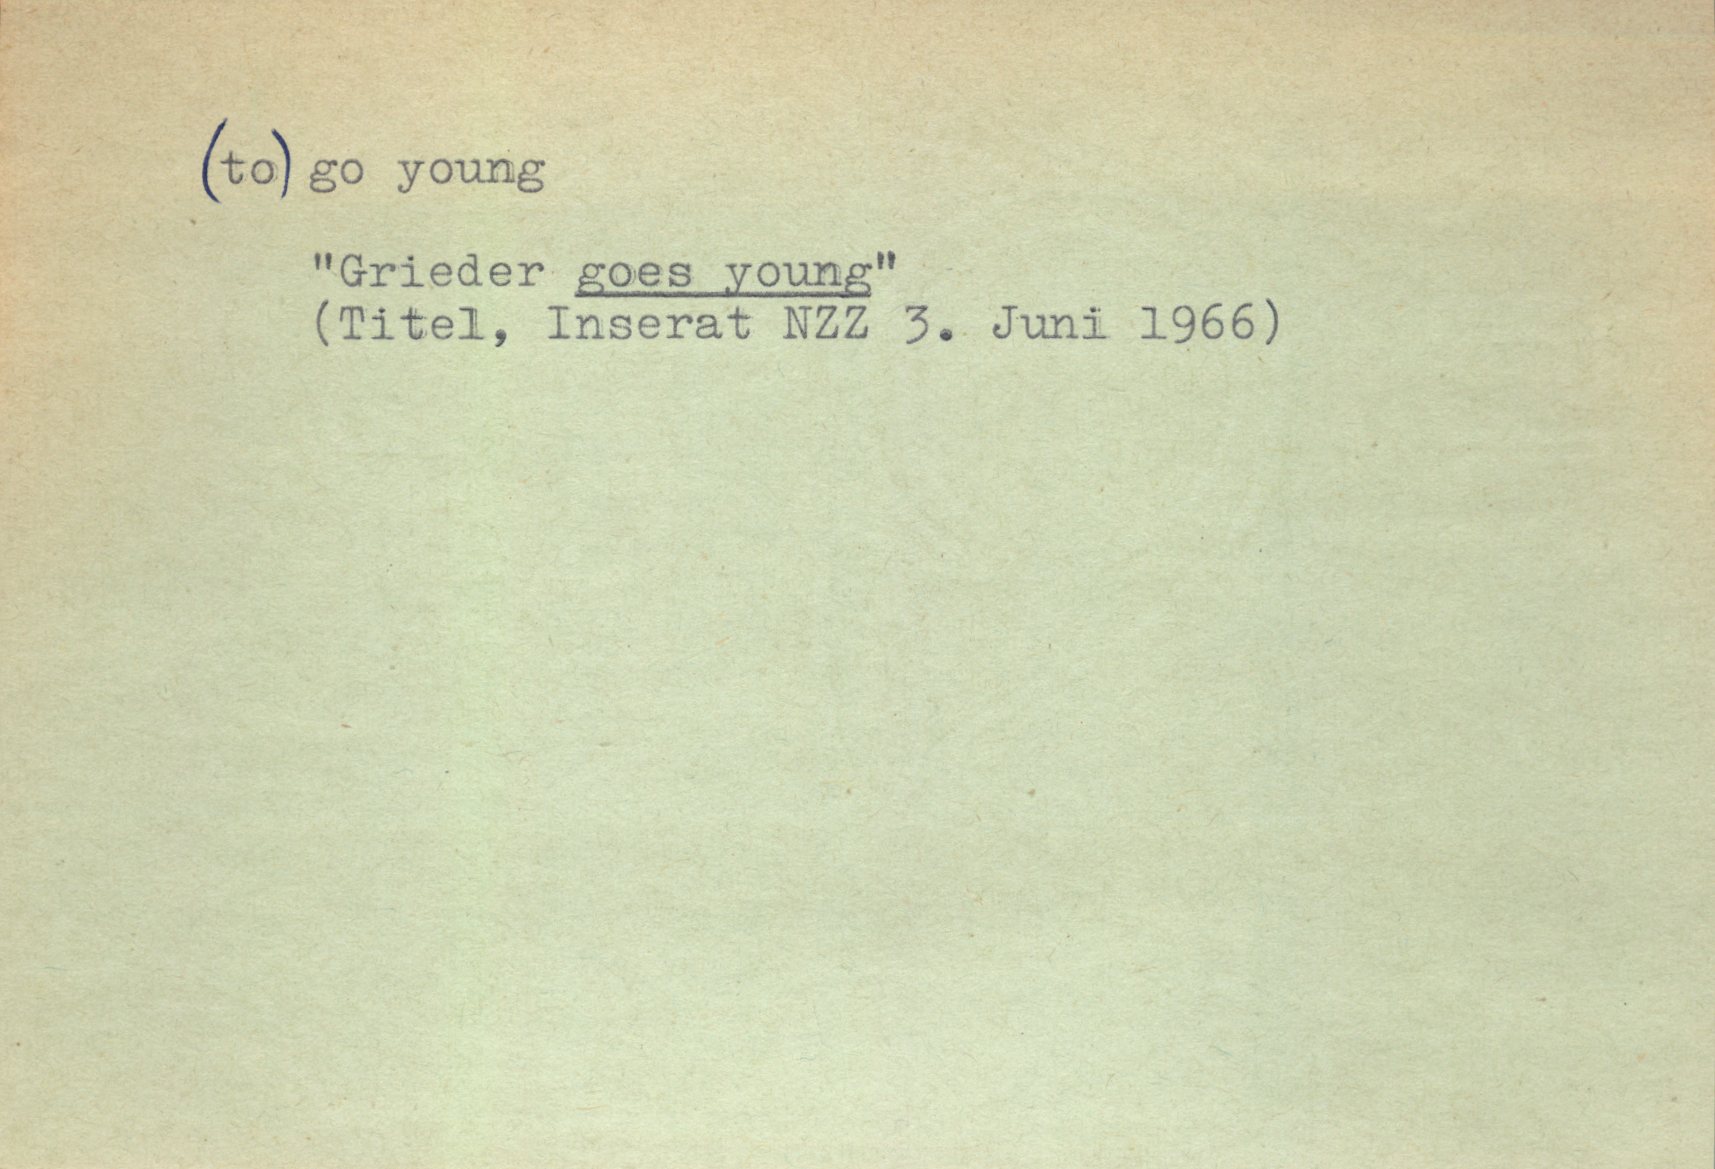 (to) go young
"Grieder goes young"
(Titel, Inserat NZZ 3. Juni 1966)